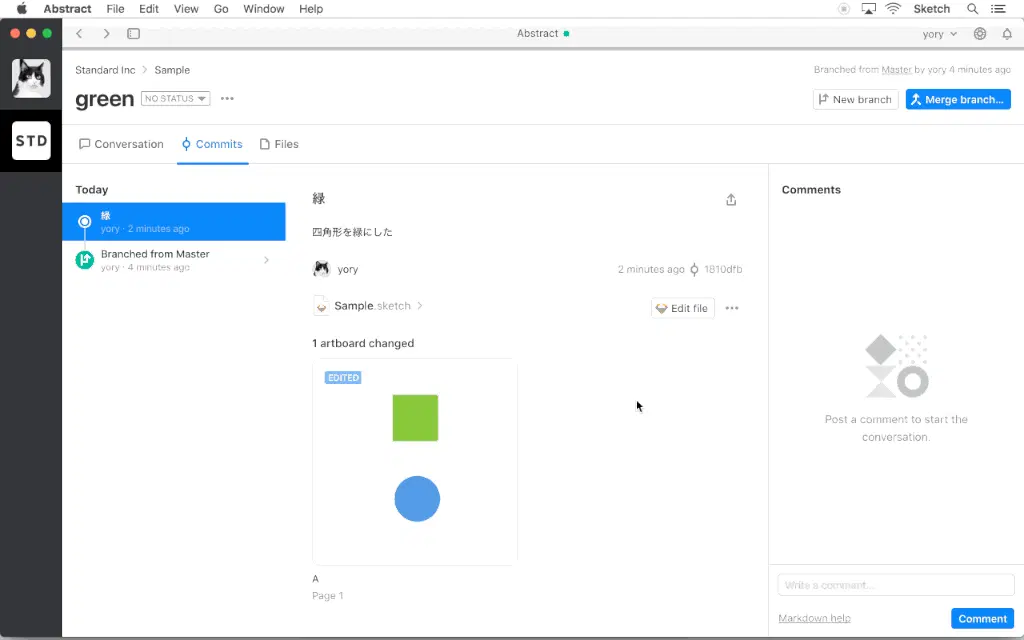 Abstract File Edit View Go Window Help Sketch
Abstract yory
Standard Inc Sample
Branched from Master by yory 4 minutes ago
green NO STATUS New branch Merge branch...
STD
Conversation Commits Files
Today
緑
yory · 2 minutes ago
Branched from Master
yory · 4 minutes ago
緑
四角形を緑にした
yory 2 minutes ago 1810dfb
Sample.sketch Edit file
1 artboard changed
EDITED
A
Page 1
Comments
Post a comment to start the
conversation.
Write a comment...
Markdown help Comment